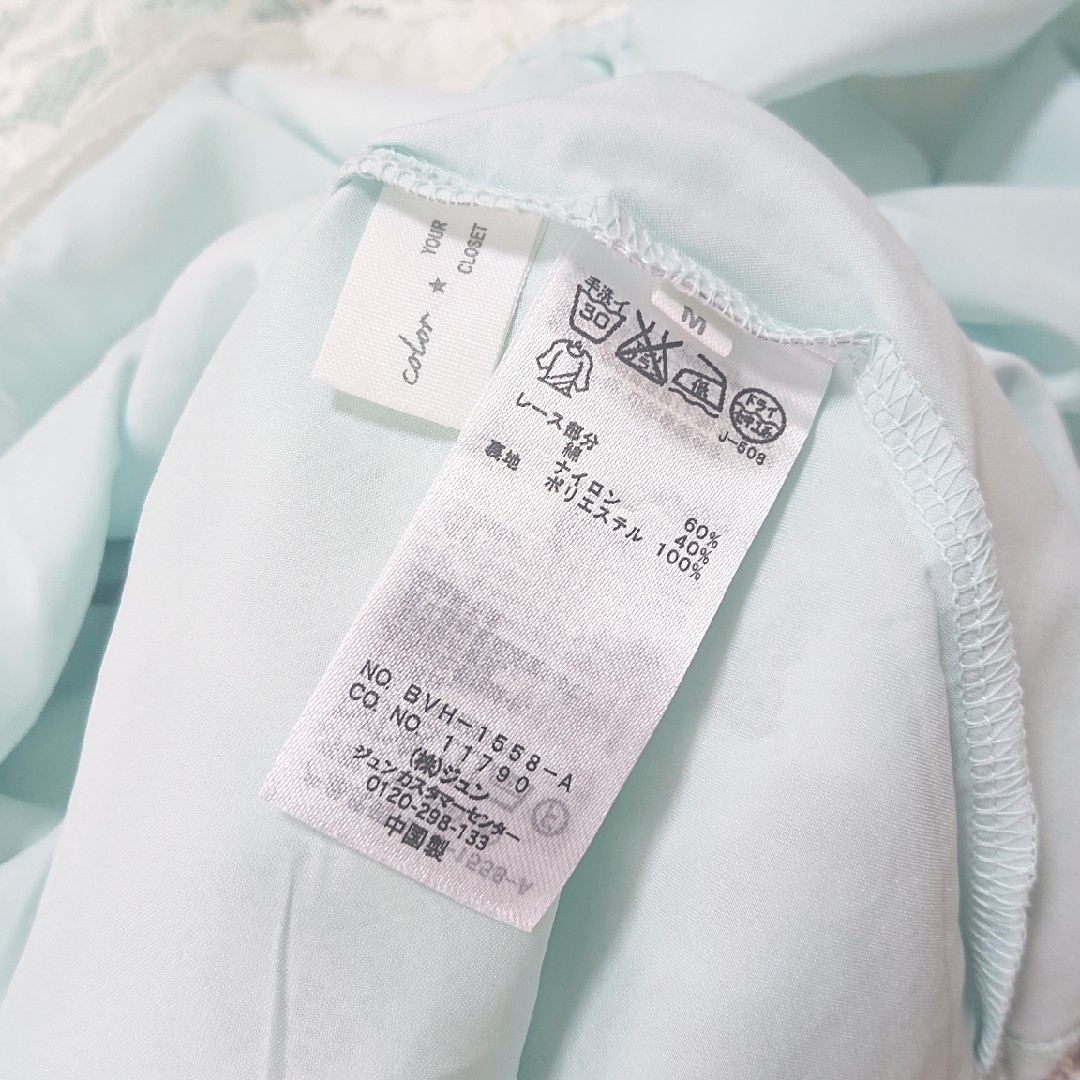 color ★ YOUR
CLOSET
M
手洗イ
30
低
ドライ
J-508
レース部分
綿 60%
ナイロン 40%
裏地 ポリエステル 100%
NO. BVH-1558-A
CQ. NO. 11790
(株)ジュン
ジュンカスタマーセンター
0120-298-133
中国製